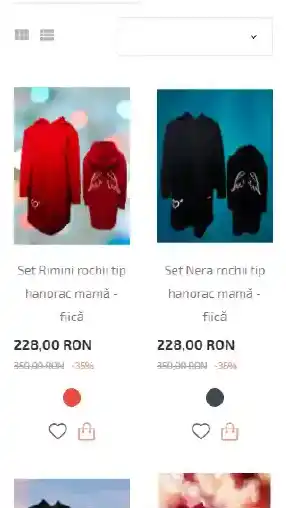 Set Rimini rochii tip
hanorac mamă -
fiică
228,00 RON
350,00 RON -35%
Set Nera rochii tip
hanorac mamă -
fiică
228,00 RON
350,00 RON -35%